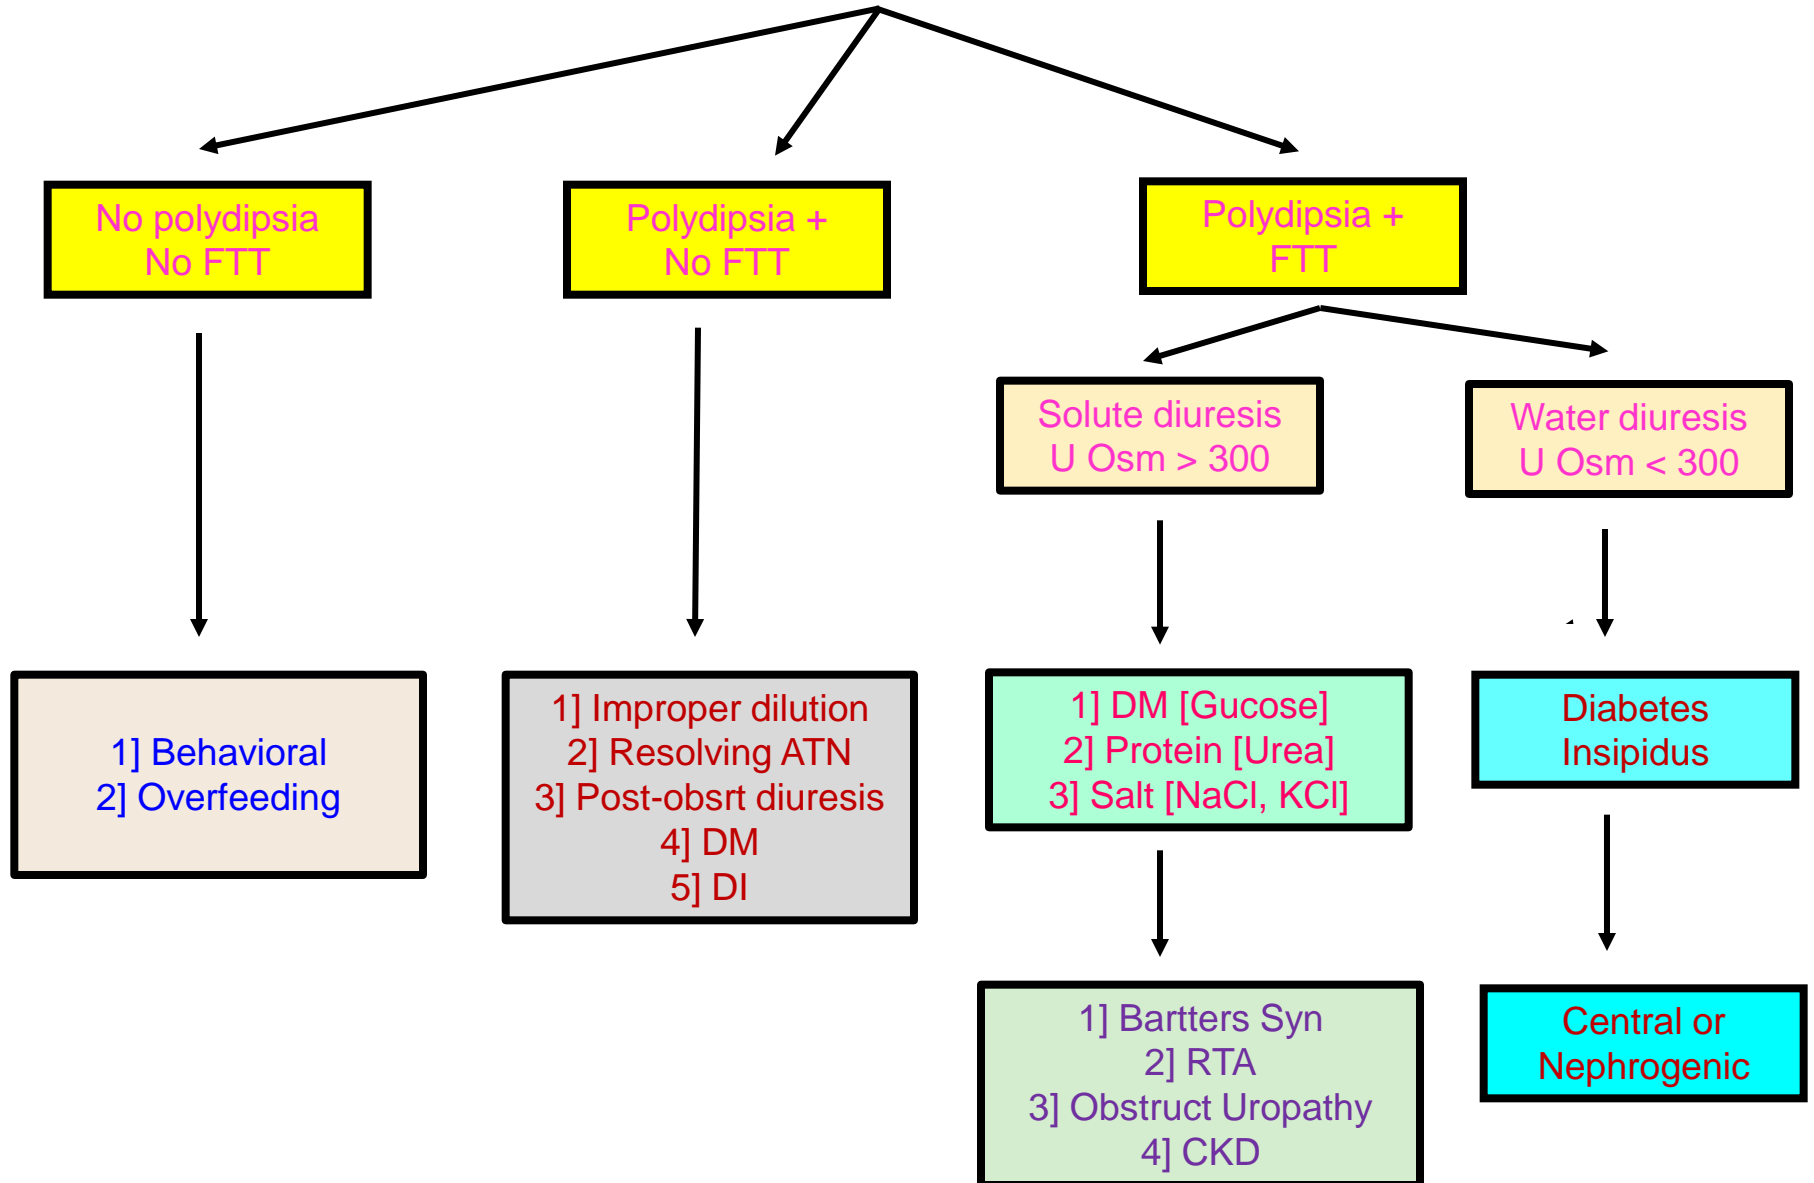 No polydipsia
No FTT
Polydipsia +
No FTT
Polydipsia +
FTT
Solute diuresis
U Osm > 300
Water diuresis
U Osm < 300
1] Behavioral
2] Overfeeding
1] Improper dilution
2] Resolving ATN
3] Post-obsrt diuresis
4] DM
5] DI
1] DM [Gucose]
2] Protein [Urea]
3] Salt [NaCl, KCl]
Diabetes
Insipidus
1] Bartters Syn
2] RTA
3] Obstruct Uropathy
4] CKD
Central or
Nephrogenic